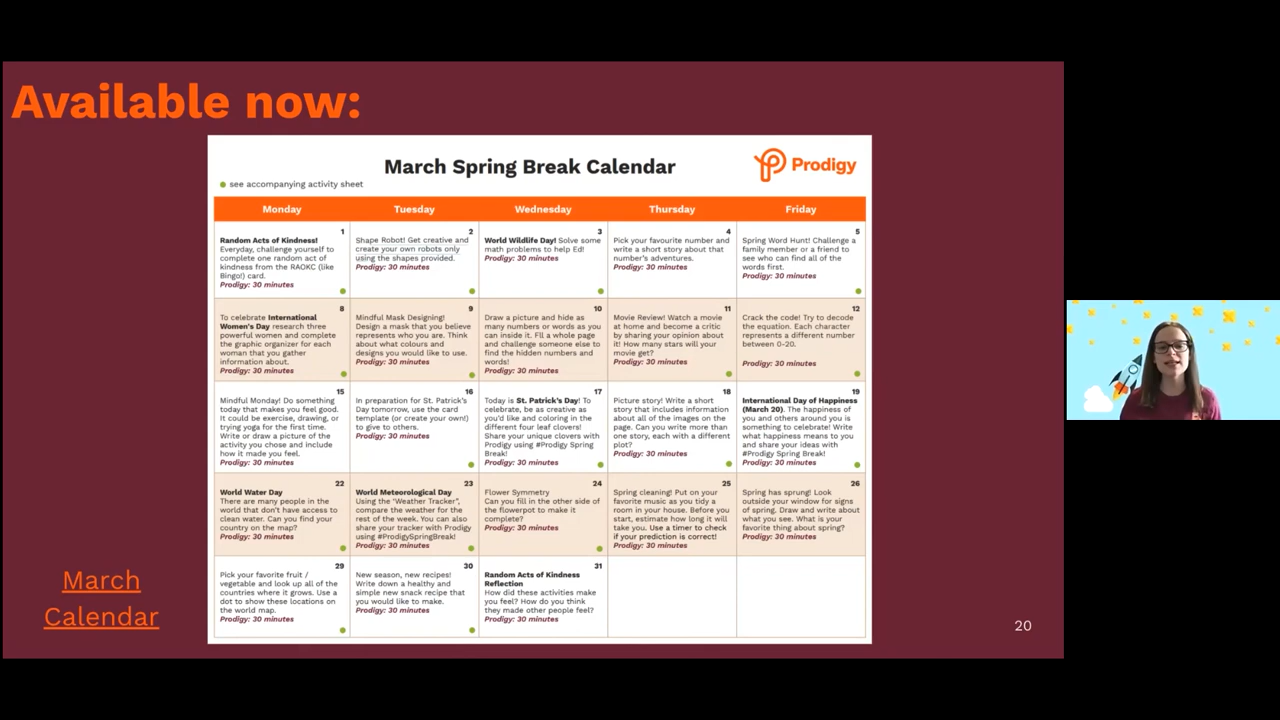 Available now:
March Spring Break Calendar
Prodigy
see accompanying activity sheet
Monday
Tuesday
Wednesday
Thursday
Friday
1
Random Acts of Kindness!
Everyday, challenge yourself to
complete one random act of
kindness from the RAOKC (like
Bingo!) card.
Prodigy: 30 minutes
2
Shape Robot! Get creative and
create your own robots only
using the shapes provided.
Prodigy: 30 minutes
3
World Wildlife Day! Solve some
math problems to help Ed!
Prodigy: 30 minutes
4
Pick your favourite number and
write a short story about that
number's adventures.
Prodigy: 30 minutes
5
Spring Word Hunt! Challenge a
family member or a friend to
see who can find all of the
words first.
Prodigy: 30 minutes
8
To celebrate International
Women's Day research three
powerful women and complete
the graphic organizer for each
woman that you gather
information about.
Prodigy: 30 minutes
9
Mindful Mask Designing!
Design a mask that you believe
represents who you are. Think
about what colours and
designs you would like to use.
Prodigy: 30 minutes
10
Draw a picture and hide as
many numbers or words as you
can inside it. Fll a whole page
and challenge someone else to
find the hidden numbers and
words!
Prodigy: 30 minutes
11
Movie Review! Watch a movie
at home and become a critic
by sharing your opinion about
it! How many stars will your
movie get?
Prodigy: 30 minutes
12
Crack the code! Try to decode
the equation. Each character
represents a different number
between 0-20.
Prodigy: 30 minutes
15
Mindful Monday! Do something
today that makes you feel good.
It could be exercise, drawing, or
trying yoga for the first time.
Write or draw a picture of the
activity you chose and include
how it made you feel.
Prodigy: 30 minutes
16
In preparation for St. Patrick's
Day tomorrow, use the card
template (or create your own!)
to give to others.
Prodigy: 30 minutes
17
Today is St. Patrick's Day! To
celebrate, be as creative as
you'd like and coloring in the
different four leaf clovers!
Share your unique clovers with
Prodigy using #Prodigy Spring
Break!
Prodigy: 30 minutes
18
Picture story! Write a short
story that includes information
about all of the images on the
page. Can you write more than
one story, each with a different
plot?
Prodigy: 30 minutes
19
International Day of Happiness
(March 20). The happiness of
you and others around you is
something to celebrate! Write
what happiness means to you
and share your ideas with
#Prodigy Spring Break!
Prodigy: 30 minutes
22
World Water Day
There are many people in the
world that don't have access to
clean water. Can you find your
country on the map?
Prodigy: 30 minutes
23
World Meteorological Day
Using the 'Weather Tracker",
compare the weather for the
rest of the week. You can also
share your tracker with Prodigy
using #ProdigySpringBreak!
Prodigy: 30 minutes
24
Flower Symmetry
Can you fill in the other side of
the flowerpot to make it
complete?
Prodigy: 30 minutes
25
Spring cleaning! Put on your
favorite music as you tidy a
room in your house. Before you
start, estimate how long it will
take you. Use a timer to check
if your prediction is correct!
Prodigy: 30 minutes
26
Spring has sprung! Look
outside your window for signs
of spring. Draw and write about
what you see. What is your
favorite thing about spring?
Prodigy: 30 minutes
29
Pick your favorite fruit /
vegetable and look up all of the
countries where it grows. Use a
dot to show these locations on
the world map.
Prodigy: 30 minutes
30
New season, new recipes!
Write down a healthy and
simple new snack recipe that
you would like to make.
Prodigy: 30 minutes
31
Random Acts of Kindness
Reflection
How did these activities make
you feel? How do you think
they made other people feel?
Prodigy: 30 minutes
March
Calendar
20